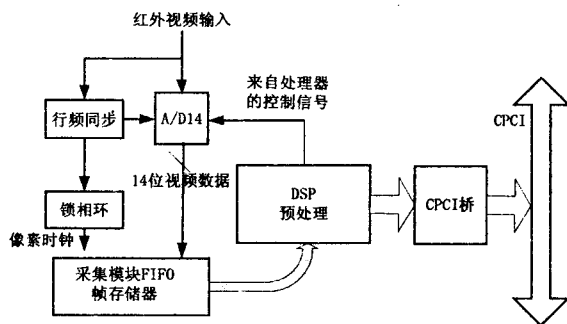 红外视频输入
来自处理器
的控制信号
CPCI
行频同步
A/D14
14位视频数据
DSP
预处理
CPCI桥
锁相环
像素时钟
采集模块FIFO
帧存储器